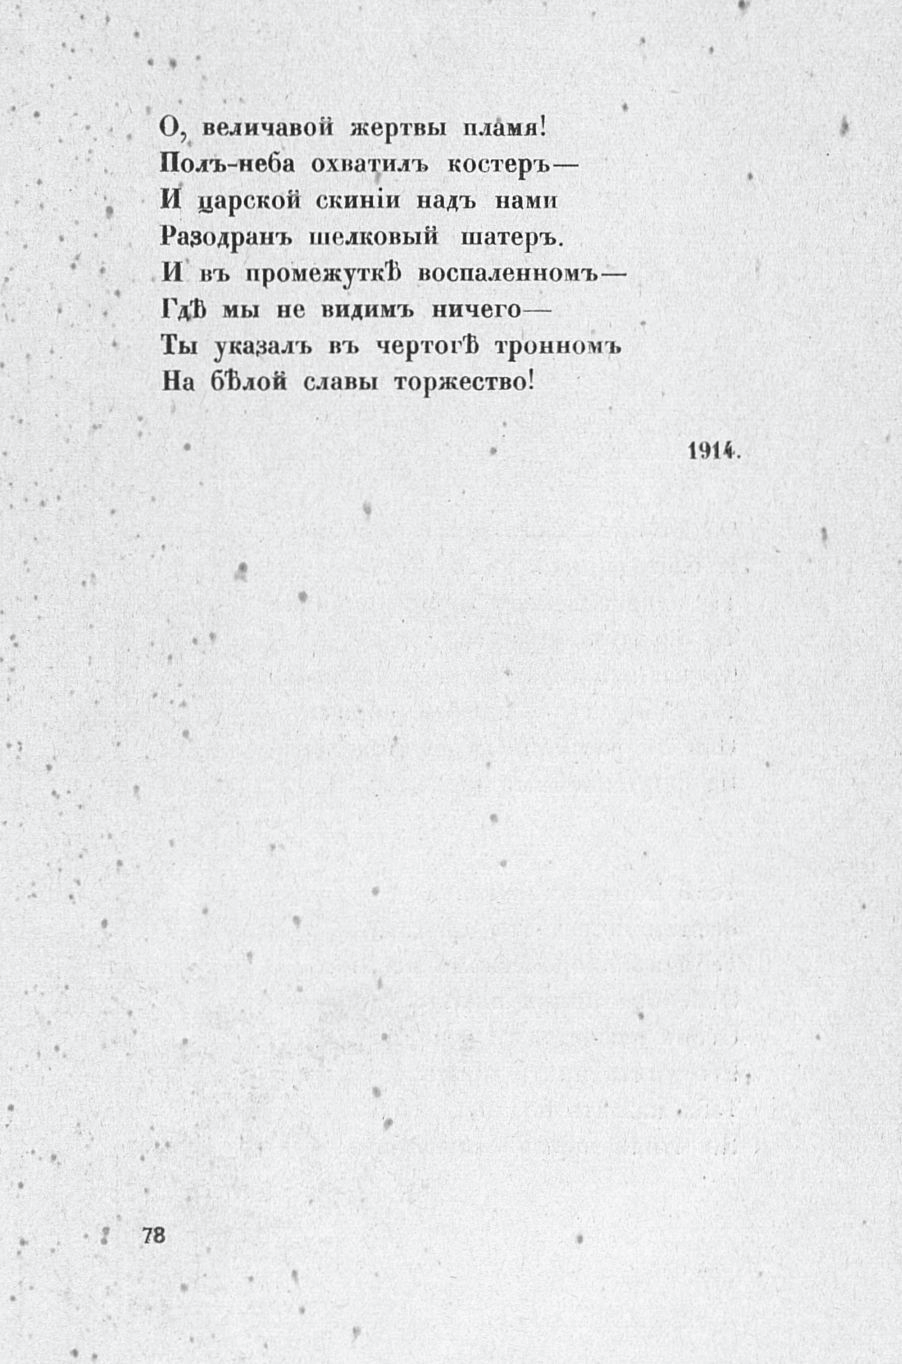 О, величавой жертвы пламя!
Полъ-неба охватилъ костеръ—
И царской скиніи надъ нами
Разодранъ шелковый шатеръ.
И въ промежуткѣ воспаленномъ—
Гдѣ мы не видимъ ничего—
Ты указалъ въ чертогѣ тронномъ
На бѣлой славы торжество!
1914.
78